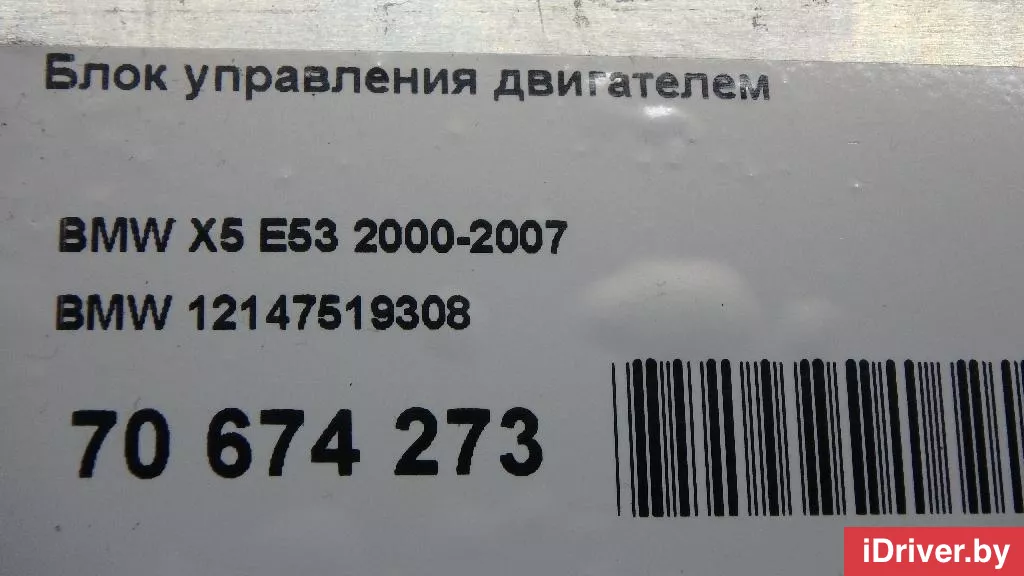 Блок управления двигателем
BMW X5 E53 2000-2007
BMW 12147519308
70 674 273
iDriver.by